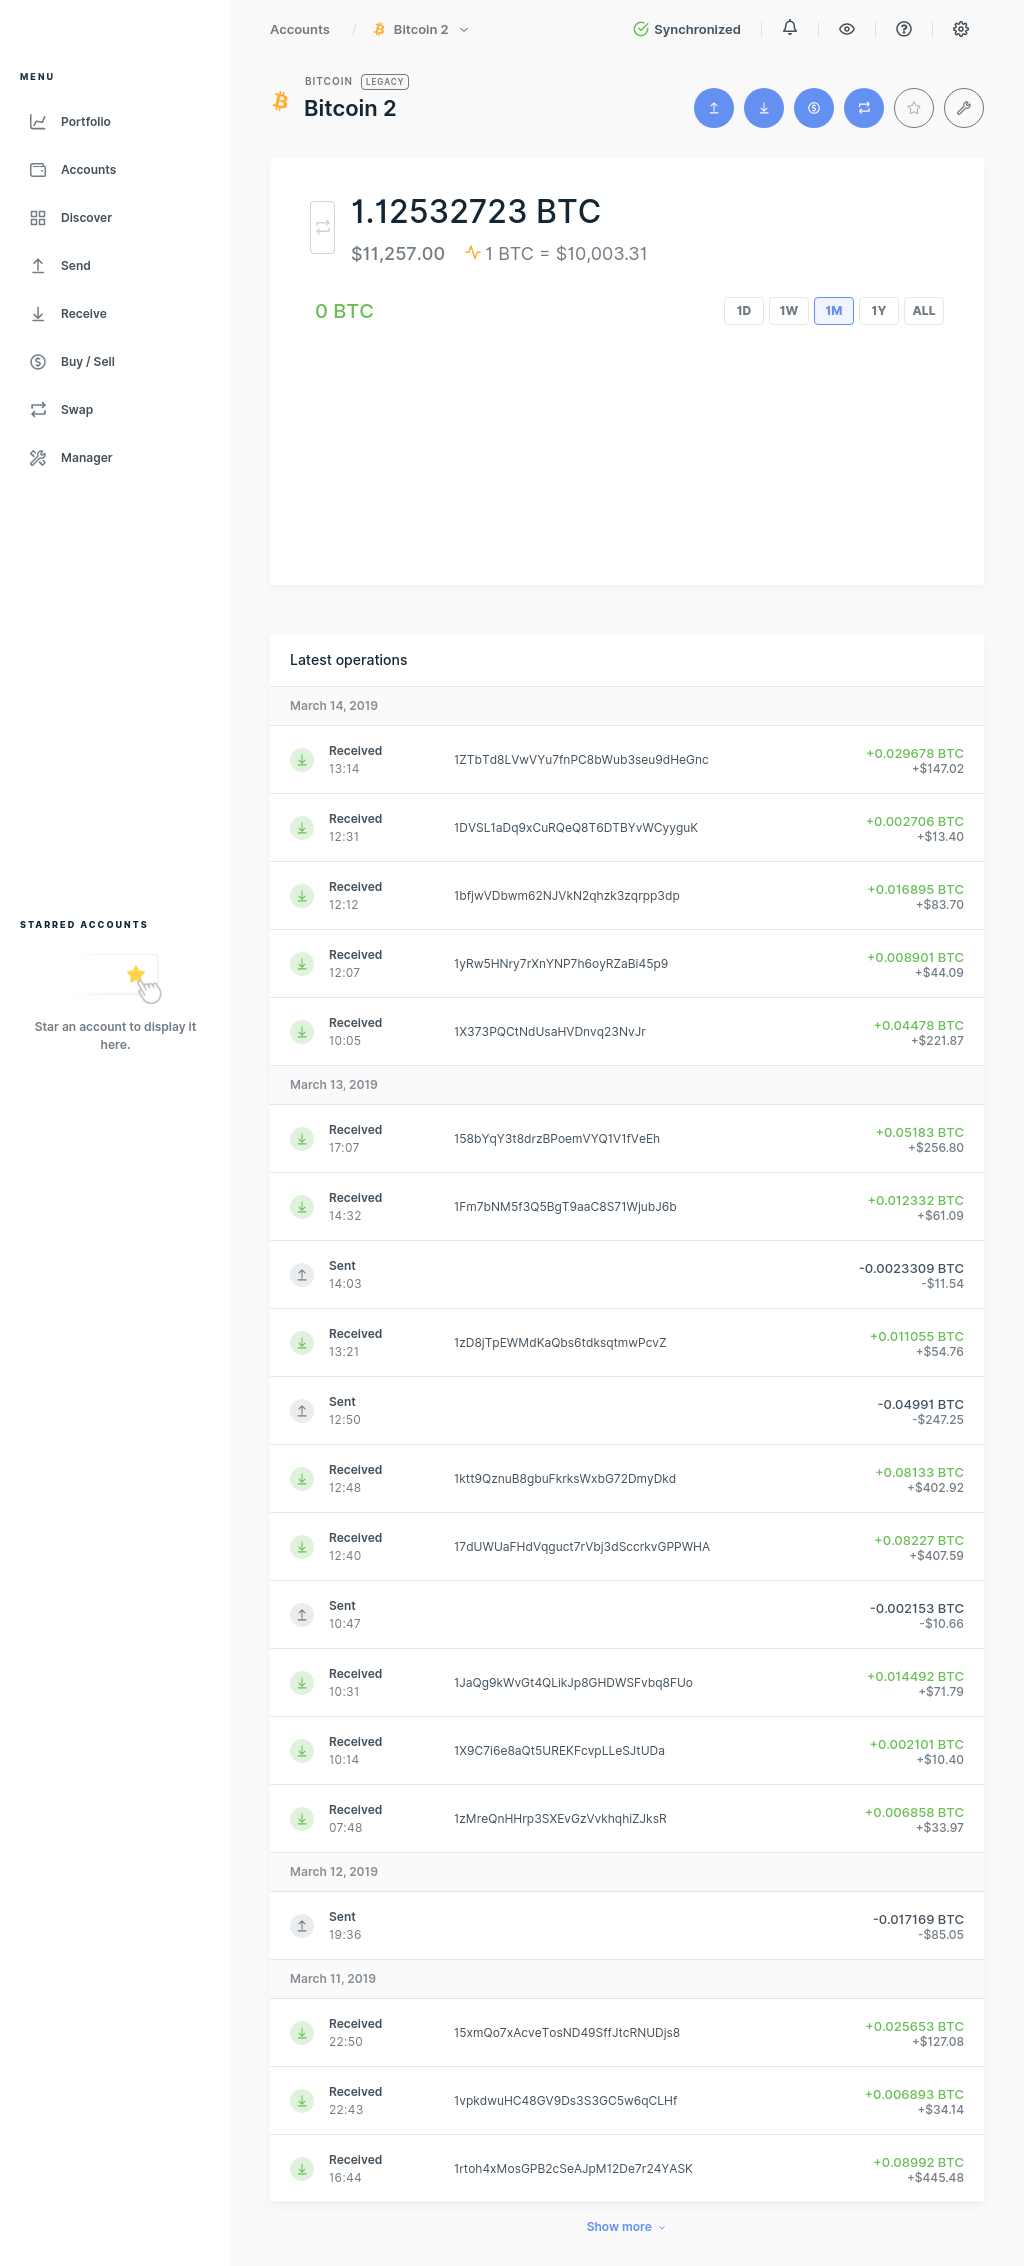 Accounts / Bitcoin 2 Synchronized
MENU
Portfolio
Accounts
Discover
Send
Receive
Buy / Sell
Swap
Manager
STARRED ACCOUNTS
Star an account to display it
here.
BITCOIN LEGACY
Bitcoin 2
1.12532723 BTC
$11,257.00 1 BTC = $10,003.31
0 BTC 1D 1W 1M 1Y ALL
Latest operations
March 14, 2019
Received 1ZTbTd8LVwVYu7fnPC8bWub3seu9dHeGnc +0.029678 BTC
13:14 +$147.02
Received 1DVSL1aDq9xCuRQeQ8T6DTBYvWCyyguK +0.002706 BTC
12:31 +$13.40
Received 1bfjwVDbwm62NJVkN2qhzk3zqrpp3dp +0.016895 BTC
12:12 +$83.70
Received 1yRw5HNry7rXnYNP7h6oyRZaBi45p9 +0.008901 BTC
12:07 +$44.09
Received 1X373PQCtNdUsaHVDnvq23NvJr +0.04478 BTC
10:05 +$221.87
March 13, 2019
Received 158bYqY3t8drzBPoemVYQ1V1fVeEh +0.05183 BTC
17:07 +$256.80
Received 1Fm7bNM5f3Q5BgT9aaC8S71WjubJ6b +0.012332 BTC
14:32 +$61.09
Sent -0.0023309 BTC
14:03 -$11.54
Received 1zD8jTpEWMdKaQbs6tdksqtmwPcvZ +0.011055 BTC
13:21 +$54.76
Sent -0.04991 BTC
12:50 -$247.25
Received 1ktt9QznuB8gbuFkrksWxbG72DmyDkd +0.08133 BTC
12:48 +$402.92
Received 17dUWUaFHdVqguct7rVbj3dSccrkvGPPWHA +0.08227 BTC
12:40 +$407.59
Sent -0.002153 BTC
10:47 -$10.66
Received 1JaQg9kWvGt4QLikJp8GHDWSFvbq8FUo +0.014492 BTC
10:31 +$71.79
Received 1X9C7i6e8aQt5UREKFcvpLLeSJtUDa +0.002101 BTC
10:14 +$10.40
Received 1zMreQnHHrp3SXEvGzVvkhqhiZJksR +0.006858 BTC
07:48 +$33.97
March 12, 2019
Sent -0.017169 BTC
19:36 -$85.05
March 11, 2019
Received 15xmQo7xAcveTosND49SffJtcRNUDjs8 +0.025653 BTC
22:50 +$127.08
Received 1vpkdwuHC48GV9Ds3S3GC5w6qCLHf +0.006893 BTC
22:43 +$34.14
Received 1rtoh4xMosGPB2cSeAJpM12De7r24YASK +0.08992 BTC
16:44 +$445.48
Show more